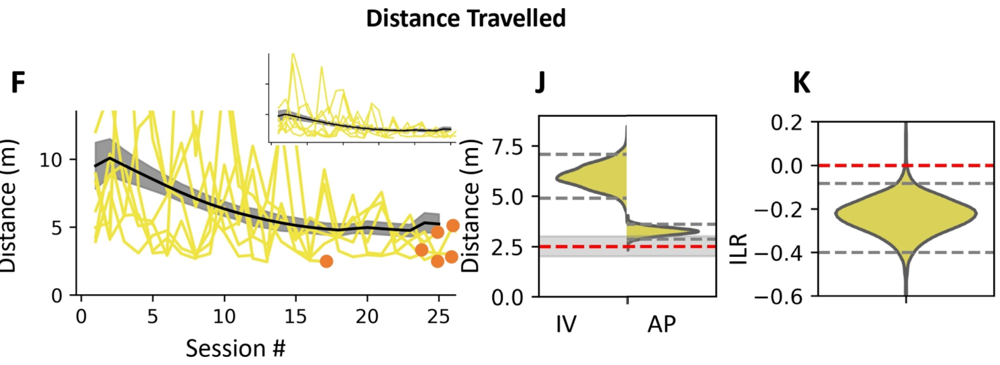 Distance Travelled
F
Distance (m)
10
5
0
0 5 10 15 20 25
Session #
J
Distance (m)
7.5
5.0
2.5
0.0
IV AP
K
ILR
0.2
0.0
−0.2
−0.4
−0.6